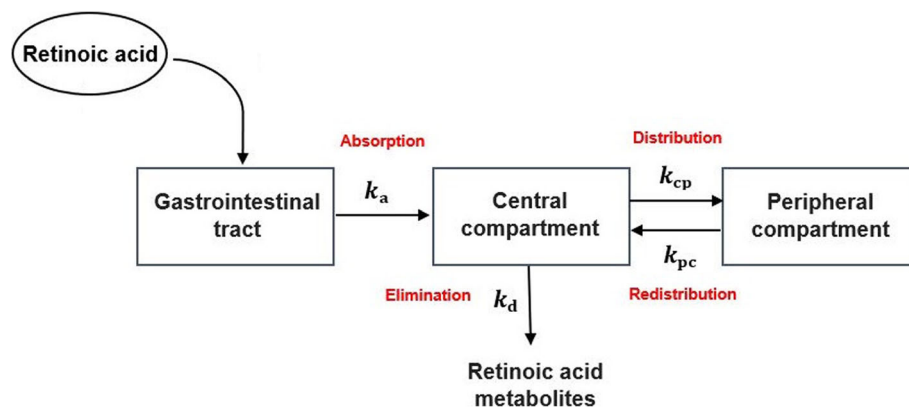 Retinoic acid
Absorption
Distribution
Gastrointestinal
tract
k_a
Central
compartment
k_cp
k_pc
Peripheral
compartment
Elimination
k_d
Redistribution
Retinoic acid
metabolites